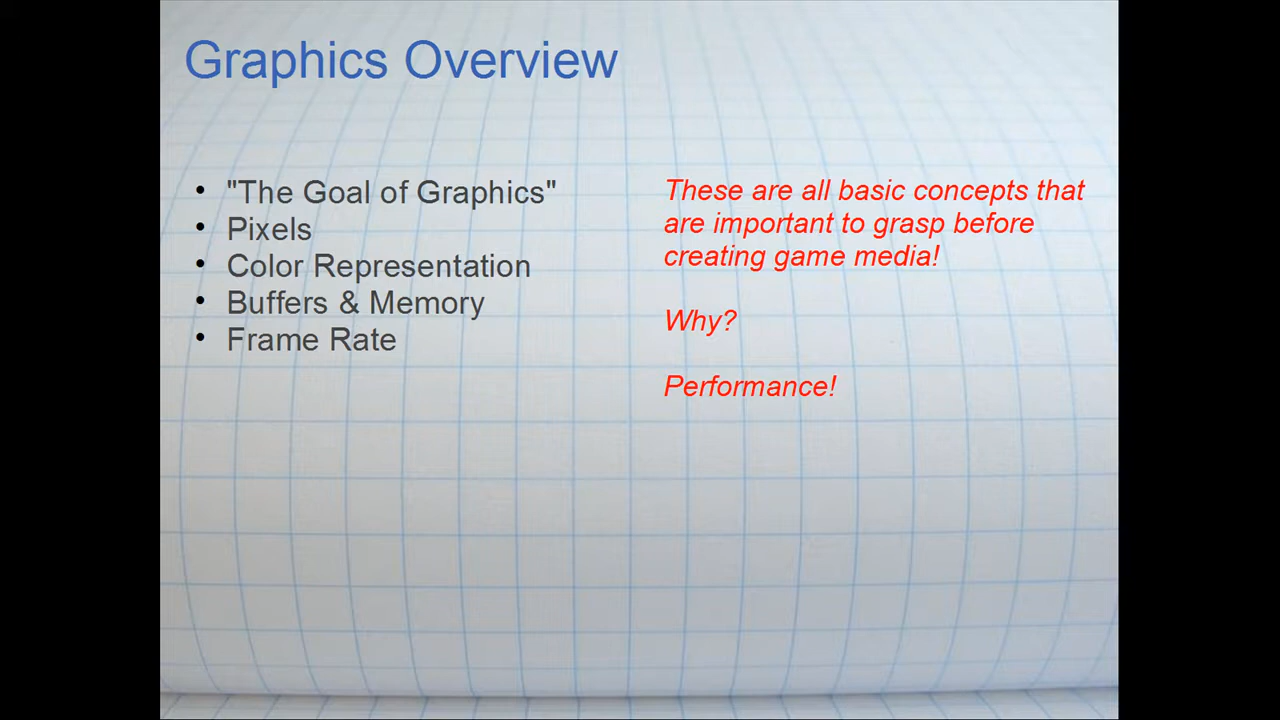 Graphics Overview
• "The Goal of Graphics"
• Pixels
• Color Representation
• Buffers & Memory
• Frame Rate
These are all basic concepts that
are important to grasp before
creating game media!
Why?
Performance!